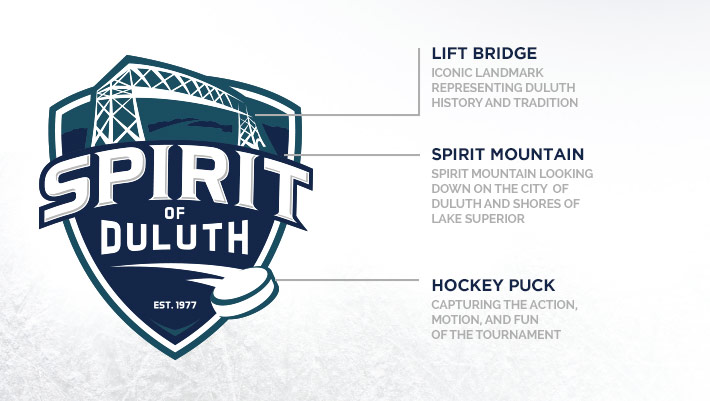 SPIRIT
OF
DULUTH
EST. 1977
LIFT BRIDGE
ICONIC LANDMARK
REPRESENTING DULUTH
HISTORY AND TRADITION
SPIRIT MOUNTAIN
SPIRIT MOUNTAIN LOOKING
DOWN ON THE CITY OF
DULUTH AND SHORES OF
LAKE SUPERIOR
HOCKEY PUCK
CAPTURING THE ACTION,
MOTION, AND FUN
OF THE TOURNAMENT